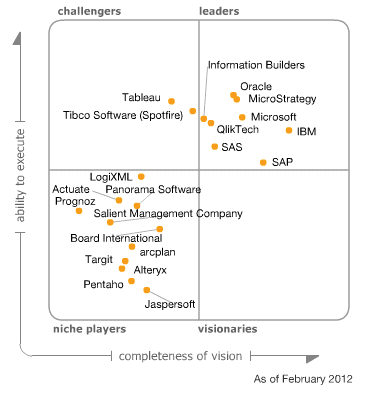 challengers
leaders
Information Builders
Oracle
Tableau
MicroStrategy
Tibco Software (Spotfire)
Microsoft
QlikTech
IBM
SAS
SAP
LogiXML
Actuate
Panorama Software
Prognoz
Salient Management Company
Board International
arcplan
Targit
Alteryx
Pentaho
Jaspersoft
niche players
visionaries
ability to execute
completeness of vision
As of February 2012